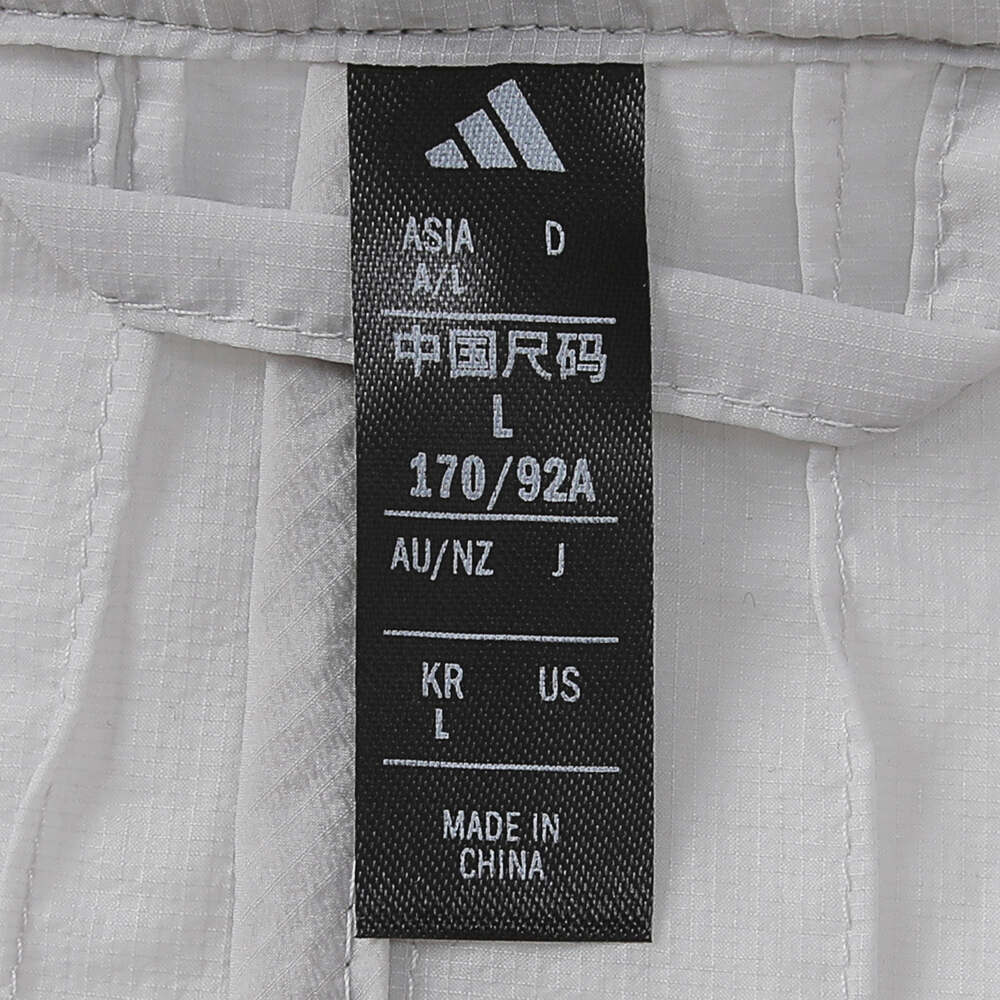 ASIA D
A/L
中国尺码
L
170/92A
AU/NZ J
KR US
L
MADE IN
CHINA